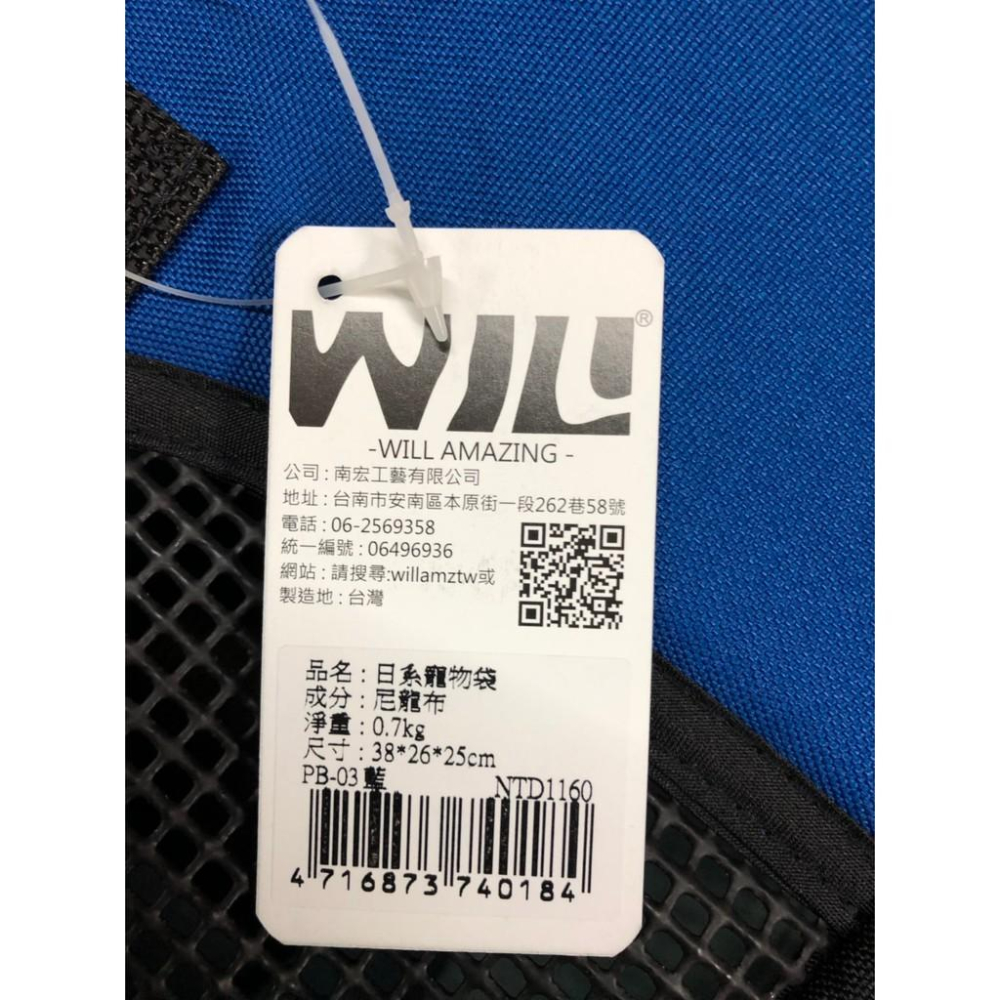 WILL®
-WILL AMAZING -
公司 : 南宏工藝有限公司
地址 : 台南市安南區本原街一段262巷58號
電話 : 06-2569358
統一編號 : 06496936
網站 : 請搜尋:willamztw或
製造地 : 台灣
品名 : 日系寵物袋
成分 : 尼龍布
淨重 : 0.7kg
尺寸 : 38*26*25cm
PB-03 藍 NTD1160
4 716873 740184